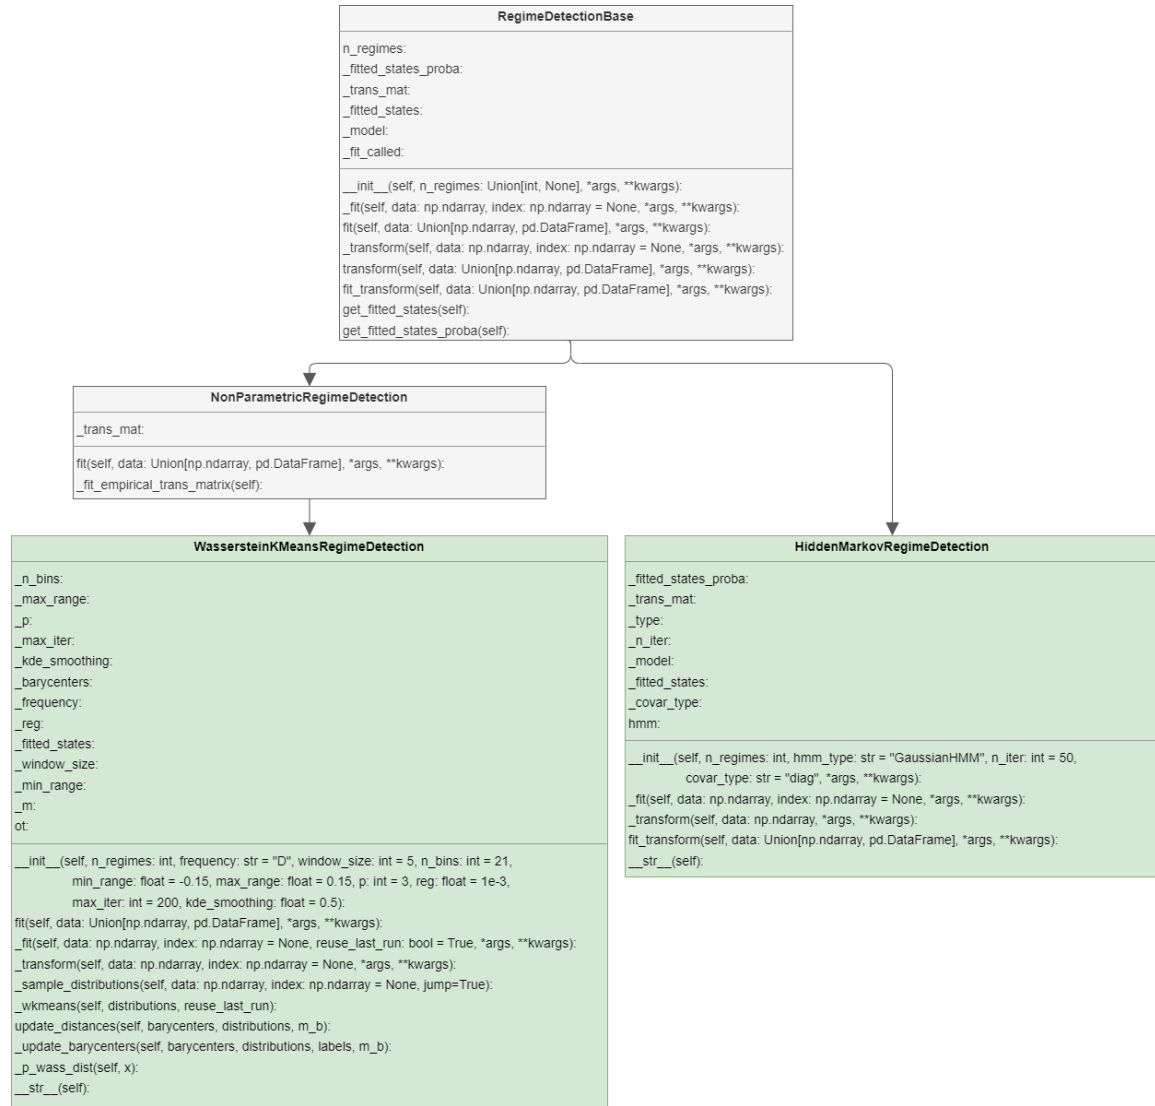 RegimeDetectionBase
n_regimes:
_fitted_states_proba:
_trans_mat:
_fitted_states:
_model:
_fit_called:
__init__(self, n_regimes: Union[int, None], *args, **kwargs):
_fit(self, data: np.ndarray, index: np.ndarray = None, *args, **kwargs):
fit(self, data: Union[np.ndarray, pd.DataFrame], *args, **kwargs):
_transform(self, data: np.ndarray, index: np.ndarray = None, *args, **kwargs):
transform(self, data: Union[np.ndarray, pd.DataFrame], *args, **kwargs):
fit_transform(self, data: Union[np.ndarray, pd.DataFrame], *args, **kwargs):
get_fitted_states(self):
get_fitted_states_proba(self):
NonParametricRegimeDetection
_trans_mat:
fit(self, data: Union[np.ndarray, pd.DataFrame], *args, **kwargs):
_fit_empirical_trans_matrix(self):
WassersteinKMeansRegimeDetection
_n_bins:
_max_range:
_p:
_max_iter:
_kde_smoothing:
_barycenters:
_frequency:
_reg:
_fitted_states:
_window_size:
_min_range:
_m:
ot:
__init__(self, n_regimes: int, frequency: str = "D", window_size: int = 5, n_bins: int = 21,
min_range: float = -0.15, max_range: float = 0.15, p: int = 3, reg: float = 1e-3,
max_iter: int = 200, kde_smoothing: float = 0.5):
fit(self, data: Union[np.ndarray, pd.DataFrame], *args, **kwargs):
_fit(self, data: np.ndarray, index: np.ndarray = None, reuse_last_run: bool = True, *args, **kwargs):
_transform(self, data: np.ndarray, index: np.ndarray = None, *args, **kwargs):
_sample_distributions(self, data: np.ndarray, index: np.ndarray = None, jump=True):
_wkmeans(self, distributions, reuse_last_run):
update_distances(self, barycenters, distributions, m_b):
_update_barycenters(self, barycenters, distributions, labels, m_b):
_p_wass_dist(self, x):
__str__(self):
HiddenMarkovRegimeDetection
_fitted_states_proba:
_trans_mat:
_type:
_n_iter:
_model:
_fitted_states:
_covar_type:
hmm:
__init__(self, n_regimes: int, hmm_type: str = "GaussianHMM", n_iter: int = 50,
covar_type: str = "diag", *args, **kwargs):
_fit(self, data: np.ndarray, index: np.ndarray = None, *args, **kwargs):
_transform(self, data: np.ndarray, *args, **kwargs):
fit_transform(self, data: Union[np.ndarray, pd.DataFrame], *args, **kwargs):
__str__(self):